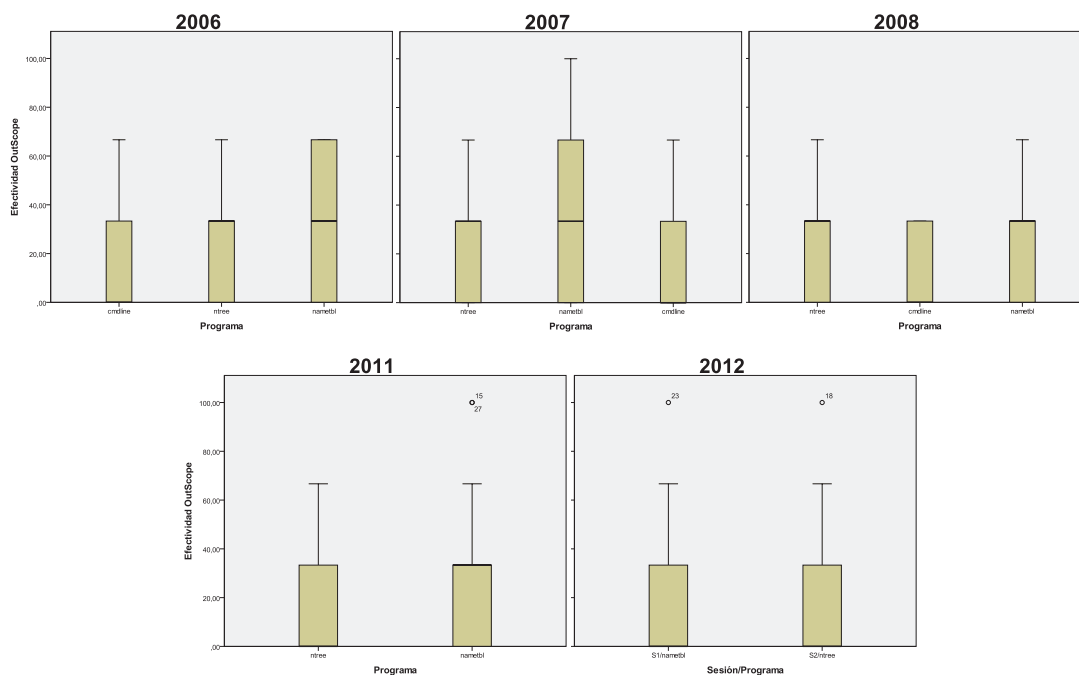 2006
2007
2008
Efectividad OutScope
100,00
80,00
60,00
40,00
20,00
,00
cmdline
ntree
nametbl
Programa
ntree
nametbl
cmdline
Programa
ntree
cmdline
nametbl
Programa
2011
2012
Efectividad OutScope
100,00
80,00
60,00
40,00
20,00
,00
15
27
ntree
nametbl
Programa
23
18
S1/nametbl
S2/ntree
Sesión/Programa